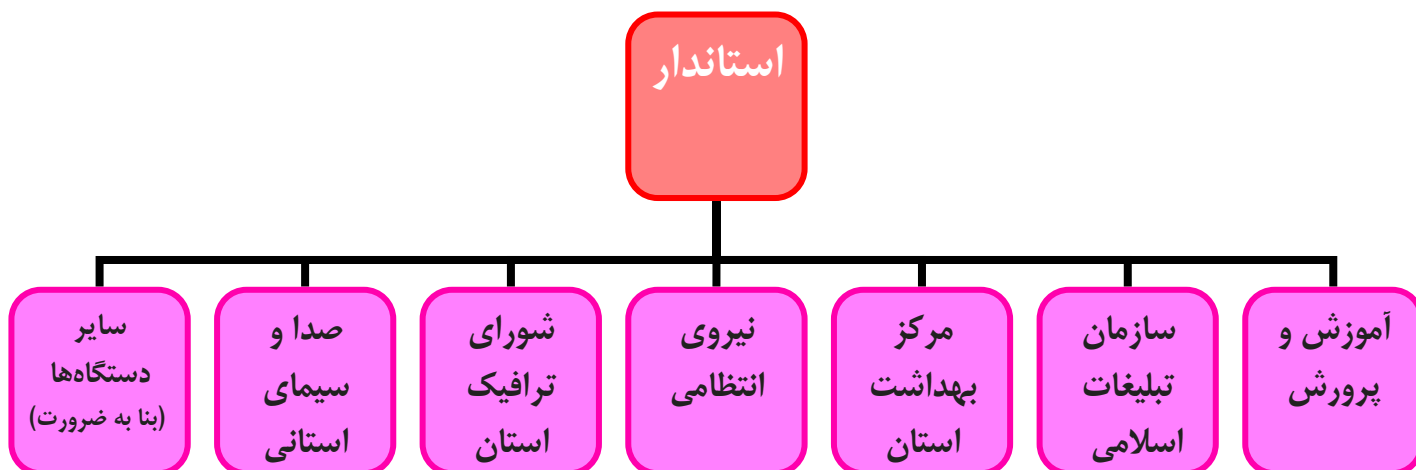 استاندار
آموزش و
پرورش
سازمان
تبلیغات
اسلامی
مرکز
بهداشت
استان
نیروی
انتظامی
شورای
ترافیک
استان
صدا و
سیمای
استانی
سایر
دستگاه‌ها
(بنا به ضرورت)